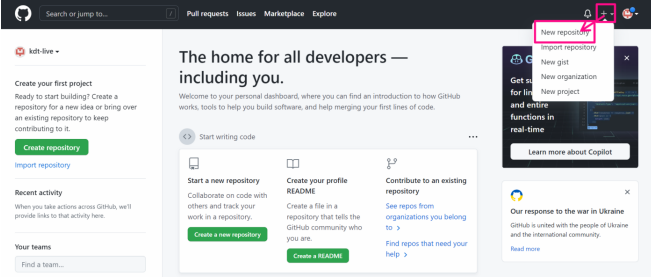 Search or jump to...
/
Pull requests Issues Marketplace Explore
New repository
Import repository
New gist
New organization
New project
kdt-live
Create your first project
Ready to start building? Create a
repository for a new idea or bring over
an existing repository to keep
contributing to it.
Create repository
Import repository
Recent activity
When you take actions across GitHub, we'll
provide links to that activity here.
Your teams
Find a team...
The home for all developers —
including you.
Welcome to your personal dashboard, where you can find an introduction to how GitHub
works, tools to help you build software, and help merging your first lines of code.
<> Start writing code
...
Start a new repository
Collaborate on code with
others and track your
work in a repository.
Create a new repository
Create your profile
README
Create a file in a
repository that tells the
GitHub community who
you are.
Create a README
Contribute to an existing
repository
See repos from
organizations you belong
to >
Find repos that need your
help >
G
Get su
for lin
and entire
functions in
real-time
Learn more about Copilot
Our response to the war in Ukraine
GitHub is united with the people of Ukraine
and the international community.
Read more